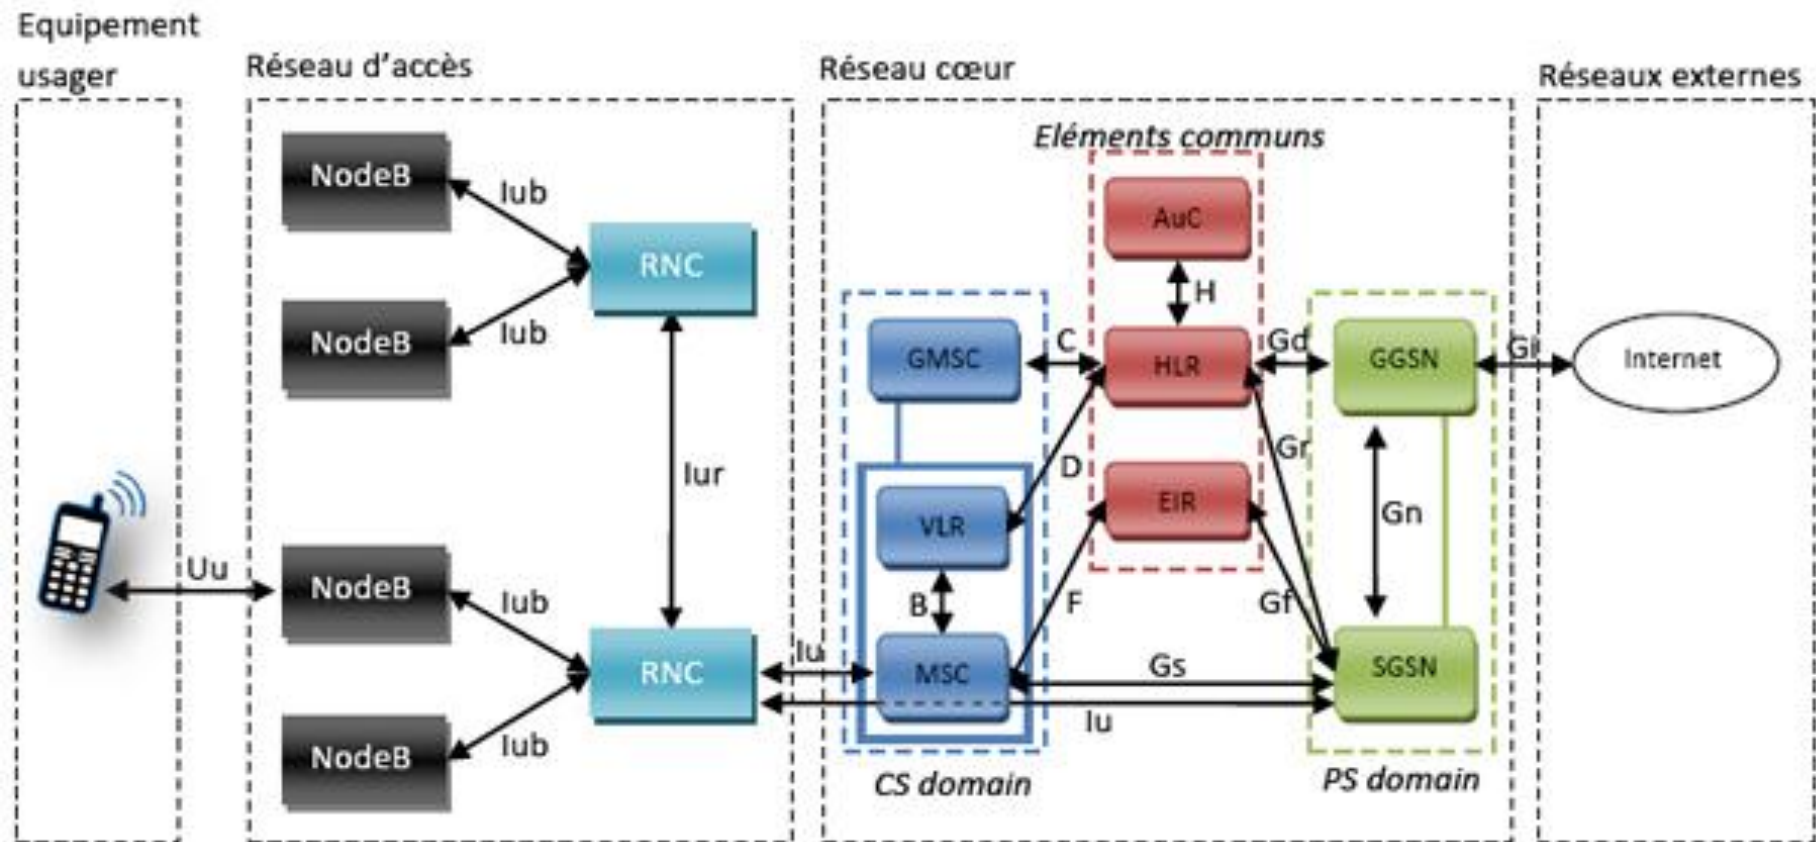 Equipement
usager
Réseau d'accès
Réseau cœur
Réseaux externes
Eléments communs
NodeB
Iub
RNC
AuC
H
NodeB
Iub
GMSC
C
HLR
Gd
GGSN
Gi
Internet
Iur
D
Gr
VLR
EIR
Gn
Uu
NodeB
Iub
B
F
Gf
RNC
Iu
MSC
Gs
SGSN
Iu
NodeB
Iub
CS domain
PS domain